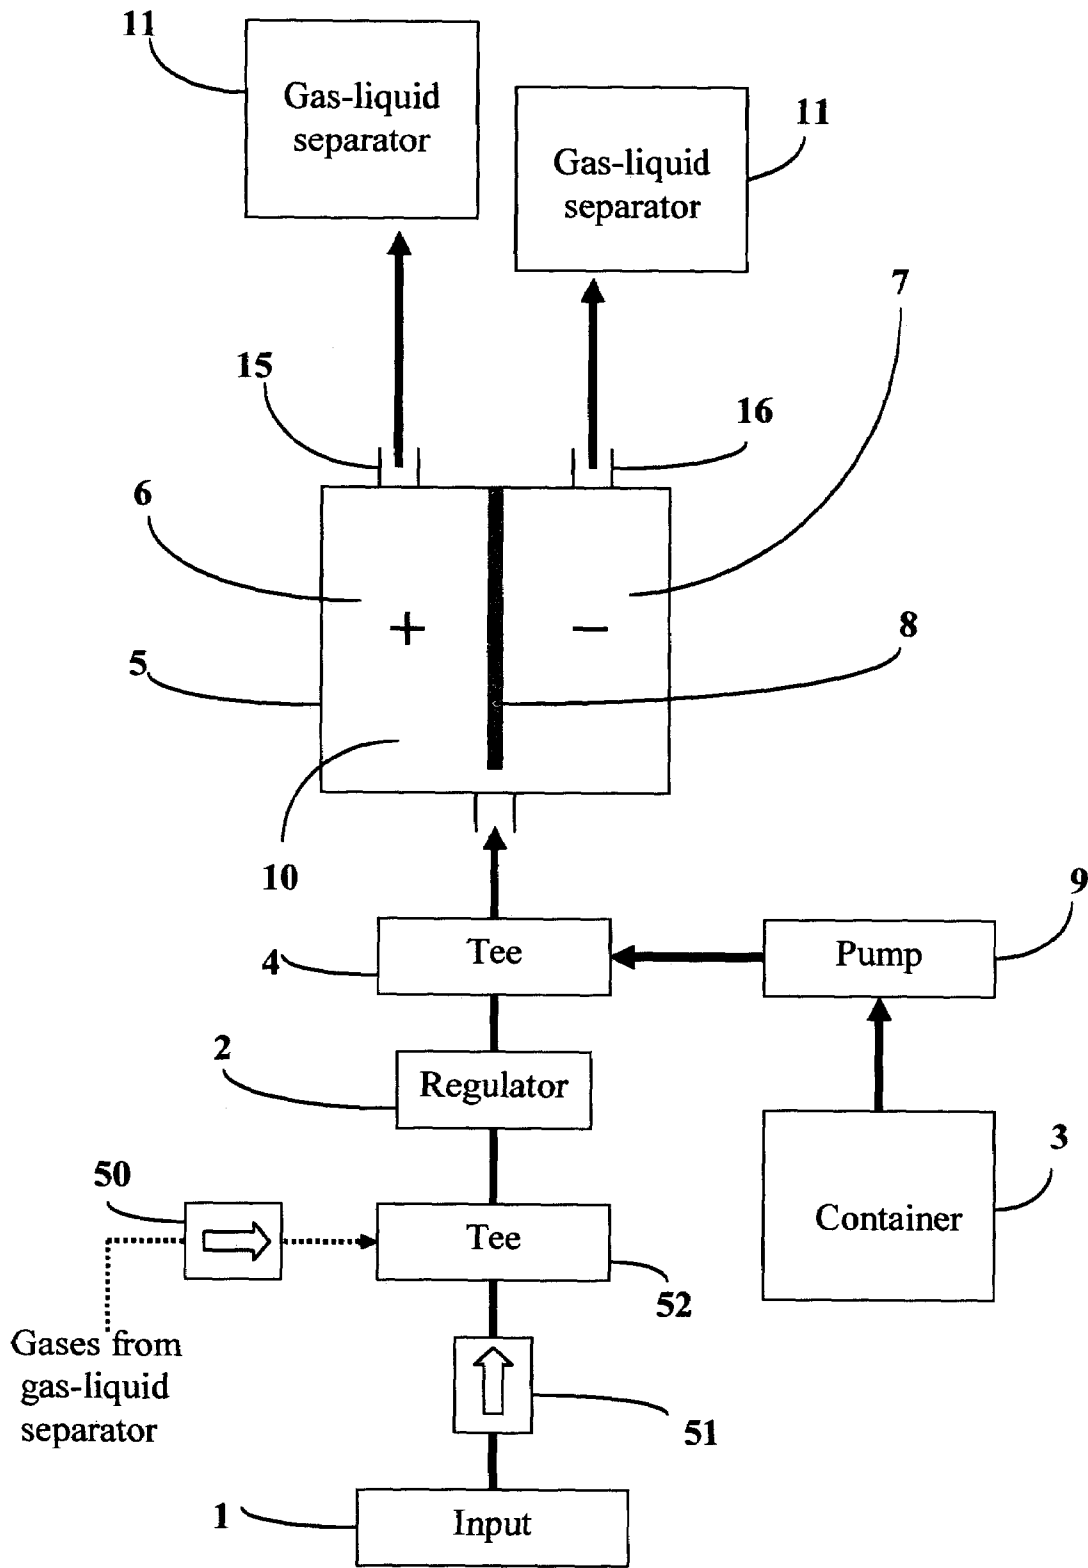 11
Gas-liquid
separator
11
Gas-liquid
separator
7
15
16
6
+
−
8
5
10
9
Tee
Pump
4
2
Regulator
3
50
Container
Tee
52
Gases from
gas-liquid
separator
51
1
Input